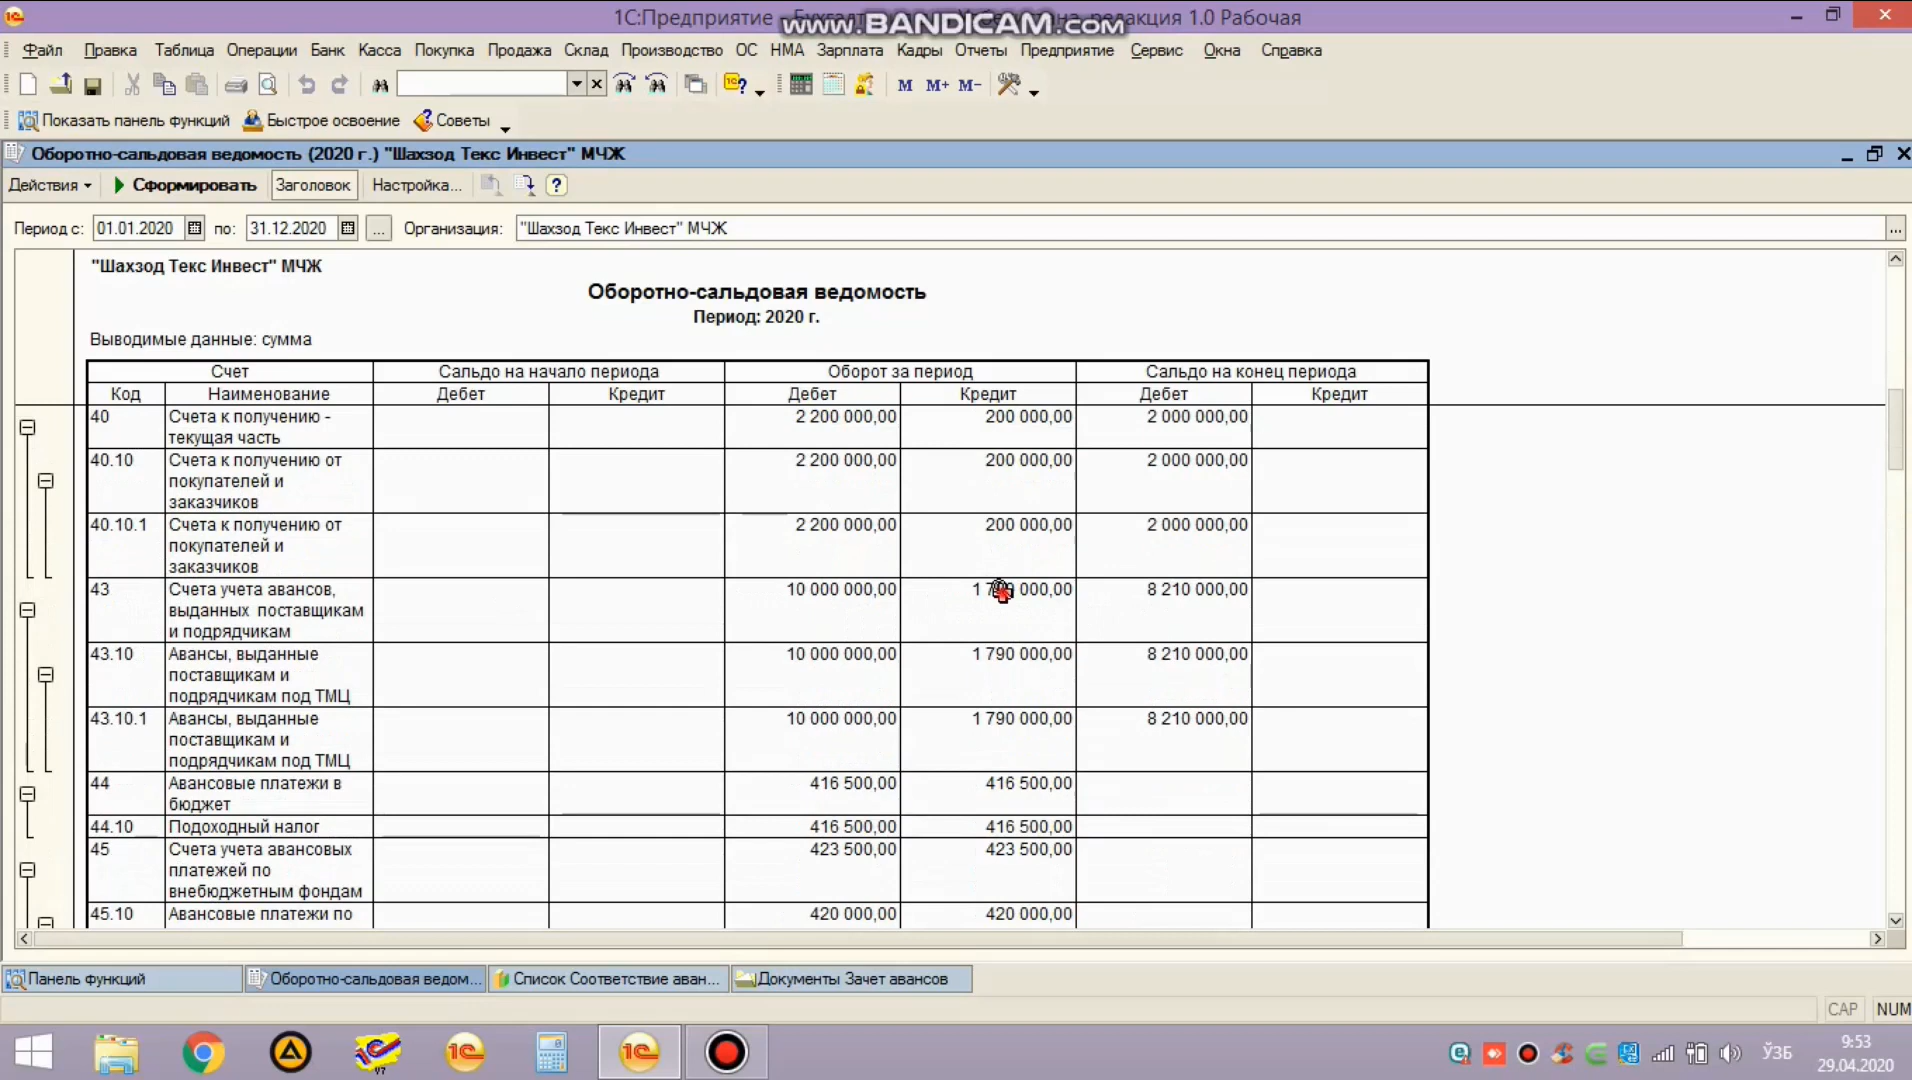 1С:Предприятие - Бухгалт
редакция 1.0 Рабочая
www.BANDICAM.com
Файл Правка Таблица Операции Банк Касса Покупка Продажа Склад Производство ОС НМА Зарплата Кадры Отчеты Предприятие Сервис Окна Справка
M M+ M-
Показать панель функций Быстрое освоение Советы
Оборотно-сальдовая ведомость (2020 г.) "Шахзод Текс Инвест" МЧЖ
Действия Сформировать Заголовок Настройка... ?
Период с: 01.01.2020 по: 31.12.2020 ... Организация: "Шахзод Текс Инвест" МЧЖ ...
"Шахзод Текс Инвест" МЧЖ
Оборотно-сальдовая ведомость
Период: 2020 г.
Выводимые данные: сумма
Счет Сальдо на начало периода Оборот за период Сальдо на конец периода
Код Наименование Дебет Кредит Дебет Кредит Дебет Кредит
40 Счета к получению - 2 200 000,00 200 000,00 2 000 000,00
текущая часть
40.10 Счета к получению от 2 200 000,00 200 000,00 2 000 000,00
покупателей и
заказчиков
40.10.1 Счета к получению от 2 200 000,00 200 000,00 2 000 000,00
покупателей и
заказчиков
43 Счета учета авансов, 10 000 000,00 1 000,00 8 210 000,00
выданных поставщикам
и подрядчикам
43.10 Авансы, выданные 10 000 000,00 1 790 000,00 8 210 000,00
поставщикам и
подрядчикам под ТМЦ
43.10.1 Авансы, выданные 10 000 000,00 1 790 000,00 8 210 000,00
поставщикам и
подрядчикам под ТМЦ
44 Авансовые платежи в 416 500,00 416 500,00
бюджет
44.10 Подоходный налог 416 500,00 416 500,00
45 Счета учета авансовых 423 500,00 423 500,00
платежей по
внебюджетным фондам
45.10 Авансовые платежи по 420 000,00 420 000,00
Панель функций Оборотно-сальдовая ведом... Список Соответствие аван... Документы Зачет авансов
CAP NUM
ЎЗБ
9:53
29.04.2020